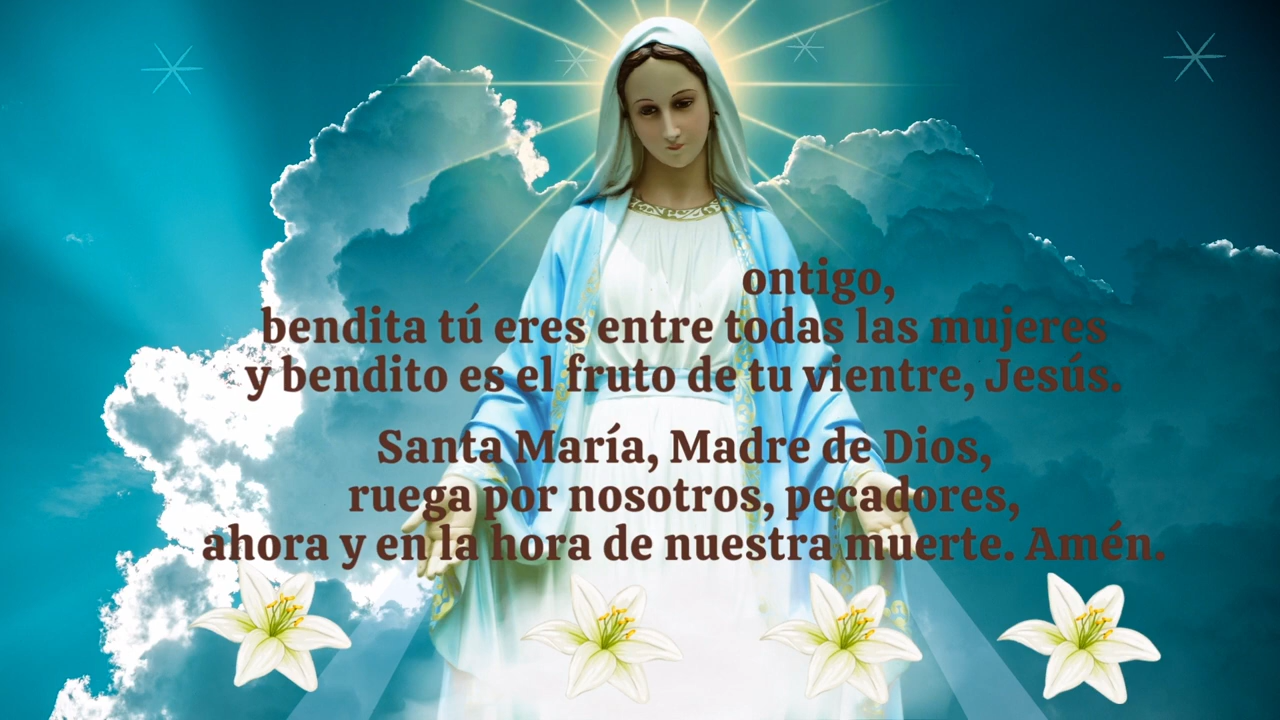 ontigo,
bendita tú eres entre todas las mujeres
y bendito es el fruto de tu vientre, Jesús.
Santa María, Madre de Dios,
ruega por nosotros, pecadores,
ahora y en la hora de nuestra muerte. Amén.